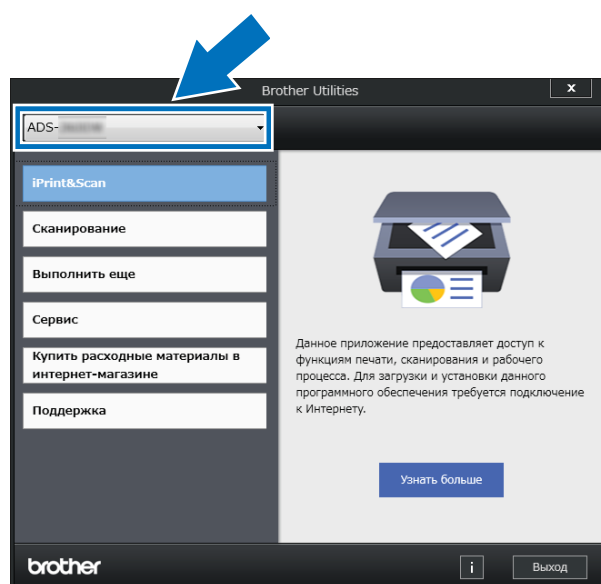 Brother Utilities
X
ADS-
iPrint&Scan
Сканирование
Выполнить еще
Сервис
Купить расходные материалы в
интернет-магазине
Поддержка
Данное приложение предоставляет доступ к
функциям печати, сканирования и рабочего
процесса. Для загрузки и установки данного
программного обеспечения требуется подключение
к Интернету.
Узнать больше
brother
i
Выход